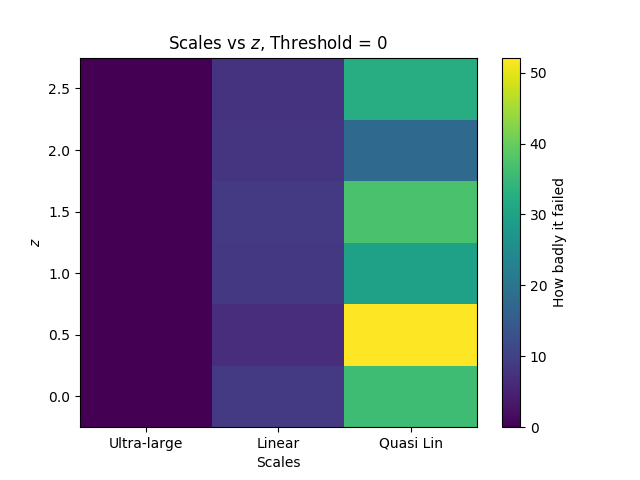 Scales vs z, Threshold = 0
2.5
2.0
1.5
1.0
0.5
0.0
z
Ultra-large Linear Quasi Lin
Scales
50
40
30
20
10
0
How badly it failed